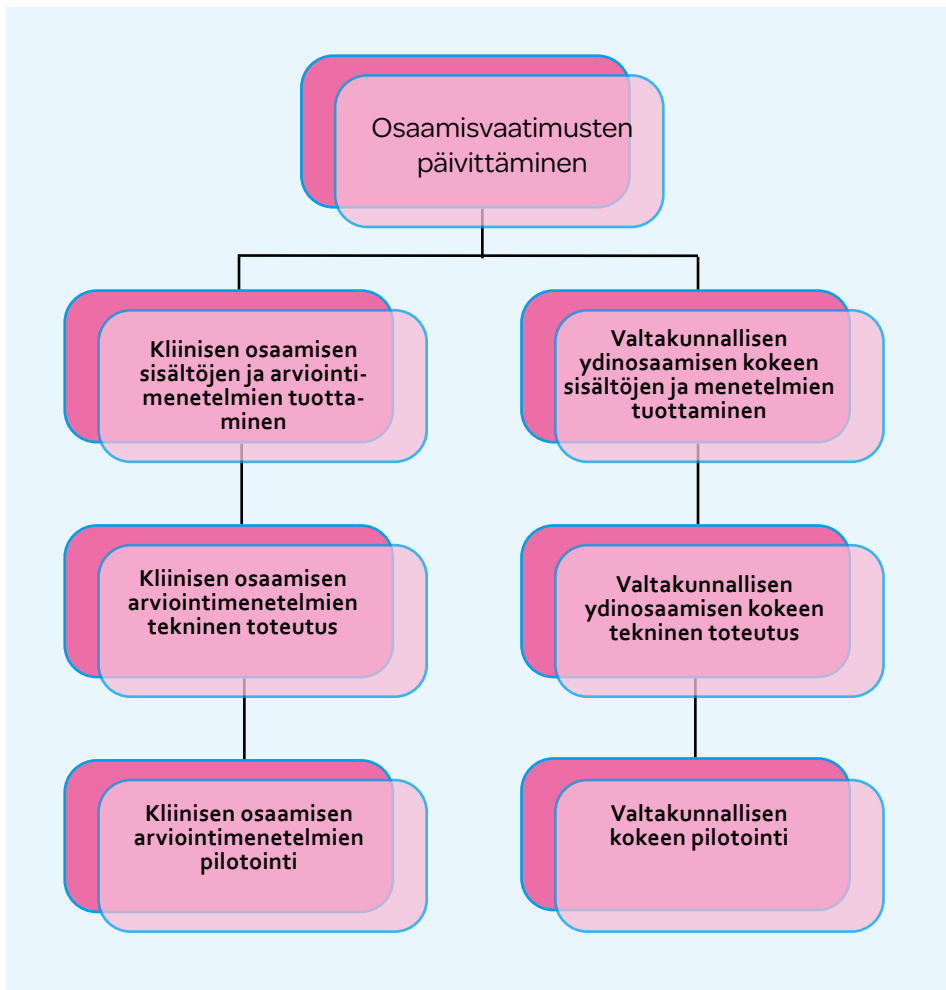 Osaamisvaatimusten
päivittäminen
Kliinisen osaamisen
sisältöjen ja arviointi-
menetelmien tuotta-
minen
Valtakunnallisen
ydinosaamisen kokeen
sisältöjen ja menetelmien
tuottaminen
Kliinisen osaamisen
arviointimenetelmien
tekninen toteutus
Valtakunnallisen
ydinosaamisen kokeen
tekninen toteutus
Kliinisen osaamisen
arviointimenetelmien
pilotointi
Valtakunnallisen
kokeen pilotointi